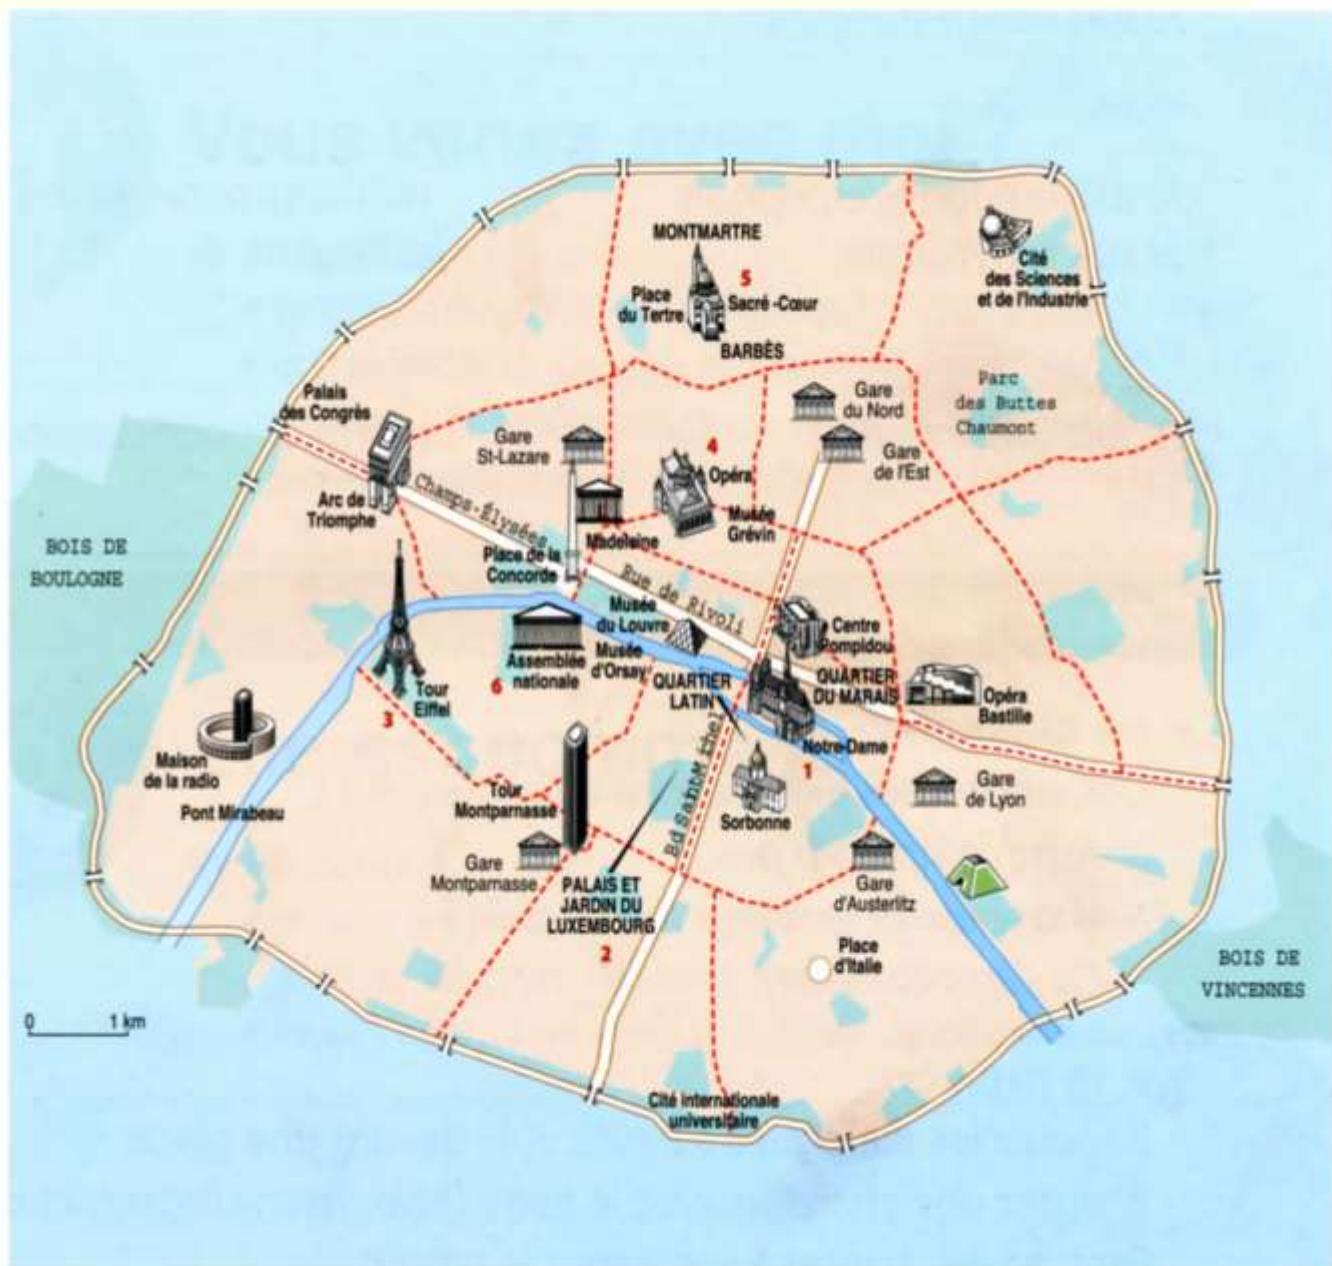 MONTMARTRE
5
Place
du Tertre
Sacré-Cœur
BARBÈS
Cité
des Sciences
et de l'Industrie
Palais
des Congrès
Gare
du Nord
Parc
des Buttes
Chaumont
Gare
St-Lazare
4
Opéra
Gare
de l'Est
Arc de
Triomphe
Champs-Élysées
Madeleine
Musée
Grévin
Place de la
Concorde
BOIS DE
BOULOGNE
Rue de Rivoli
Musée
du Louvre
Musée
d'Orsay
Centre
Pompidou
Assemblée
nationale
6
QUARTIER
LATIN
QUARTIER
DU MARAIS
Opéra
Bastille
Tour
Eiffel
3
Maison
de la radio
Notre-Dame
1
Pont Mirabeau
Tour
Montparnasse
Bd Saint Michel
Sorbonne
Gare
de Lyon
Gare
Montparnasse
PALAIS ET
JARDIN DU
LUXEMBOURG
2
Gare
d'Austerlitz
Place
d'Italie
BOIS DE
VINCENNES
0 1 km
Cité internationale
universitaire